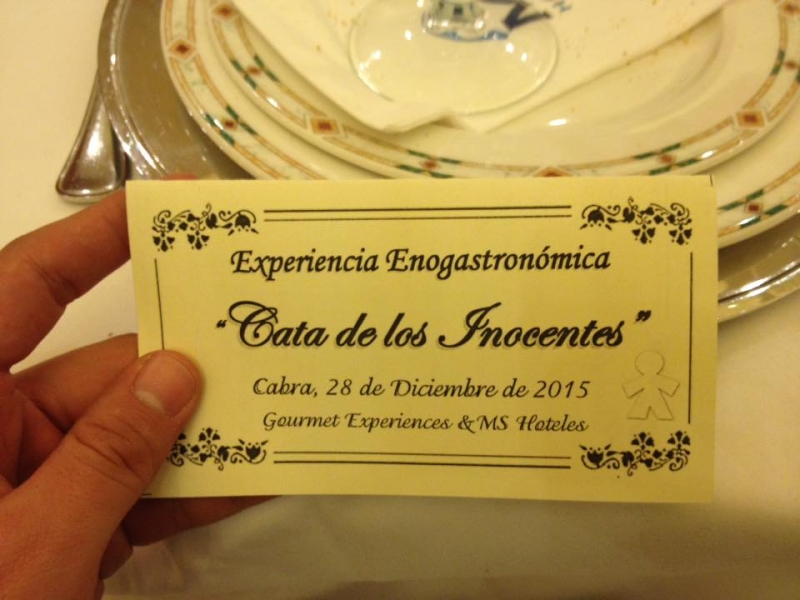 Experiencia Enogastronómica
"Cata de los Inocentes"
Cabra, 28 de Diciembre de 2015
Gourmet Experiences & MS Hoteles